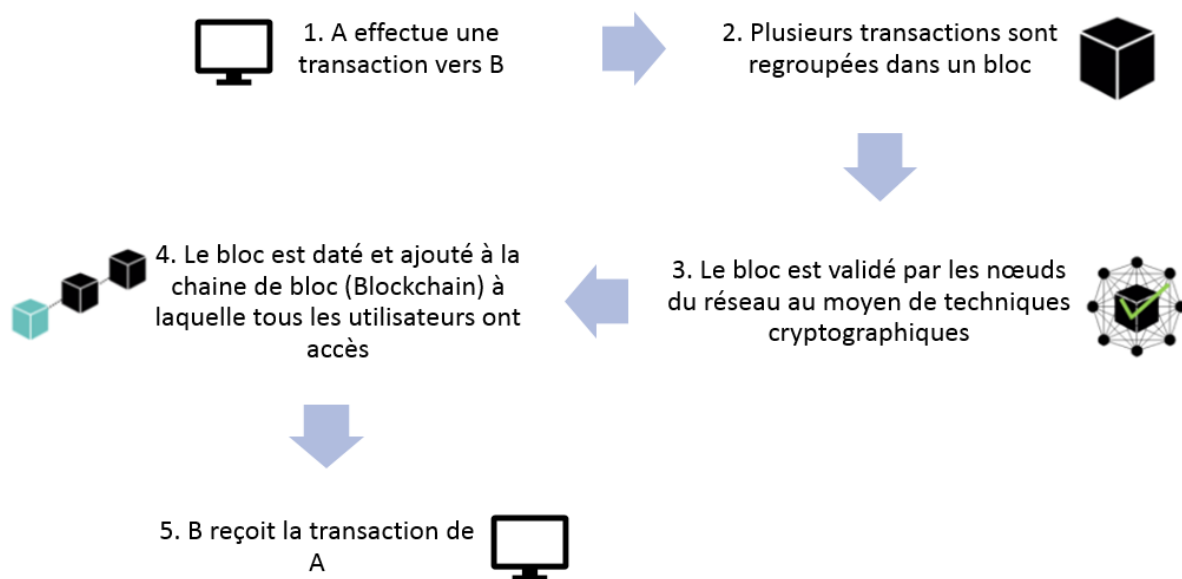 1. A effectue une
transaction vers B
2. Plusieurs transactions sont
regroupées dans un bloc
3. Le bloc est validé par les nœuds
du réseau au moyen de techniques
cryptographiques
4. Le bloc est daté et ajouté à la
chaine de bloc (Blockchain) à
laquelle tous les utilisateurs ont
accès
5. B reçoit la transaction de
A